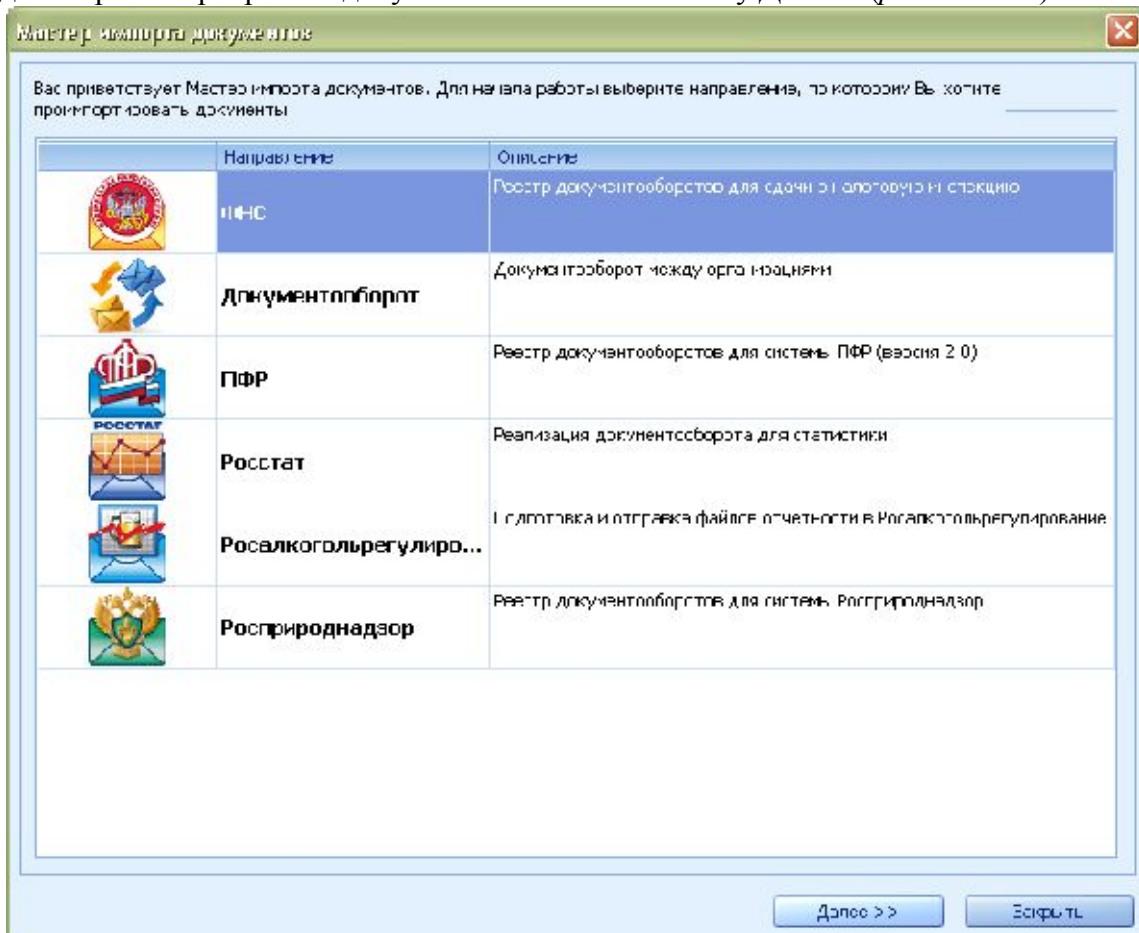 Мастер импорта документов
Вас приветствует Мастер импорта документов. Для начала работы выберите направление, по которому Вы хотите
проимпортировать документы
Направление Описание
ФНС
Реестр документооборотов для сдачи в налоговую инспекцию
Документооборот
Документооборот между организациями
ПФР
Реестр документооборотов для системы ПФР (версия 2.0)
РОССТАТ
Росстат
Реализация документооборота для статистики
Росалкогольрегулиро...
Подготовка и отправка файлов отчетности в Росалкогольрегулирование
Росприроднадзор
Реестр документооборотов для системы Росприроднадзор
Далее >> Закрыть